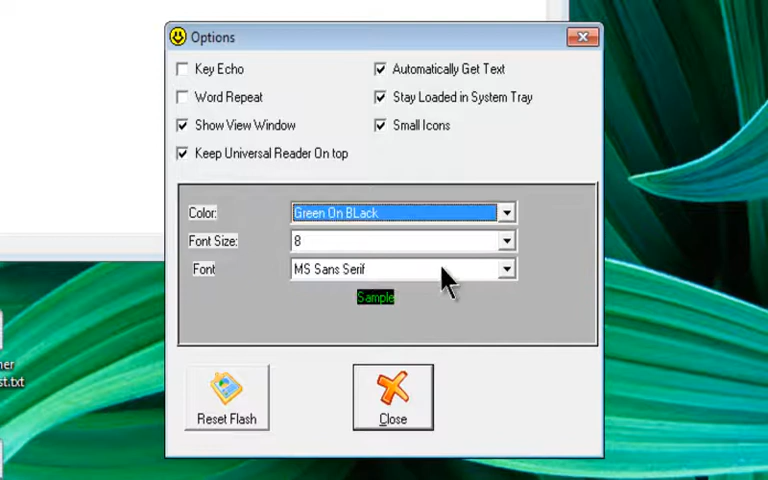 Options
Key Echo
Automatically Get Text
Word Repeat
Stay Loaded in System Tray
Show View Window
Small Icons
Keep Universal Reader On top
Color:
Green On BLack
Font Size:
8
Font
MS Sans Serif
Sample
Reset Flash
Close
st.txt